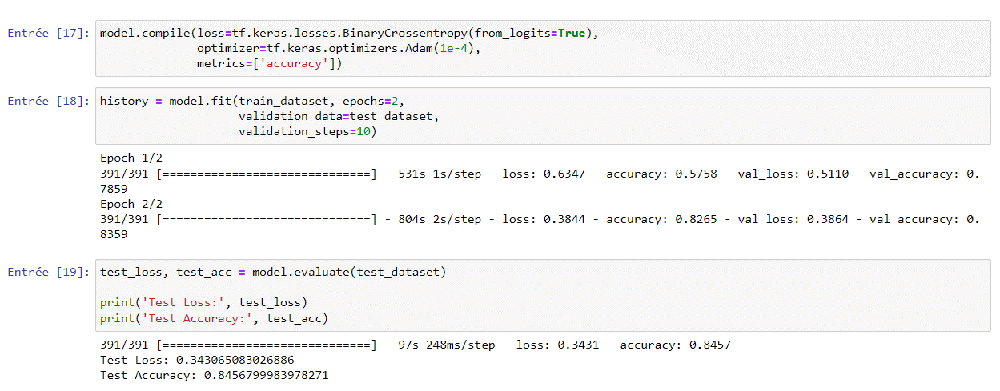 Entrée [17]: model.compile(loss=tf.keras.losses.BinaryCrossentropy(from_logits=True),
optimizer=tf.keras.optimizers.Adam(1e-4),
metrics=['accuracy'])
Entrée [18]: history = model.fit(train_dataset, epochs=2,
validation_data=test_dataset,
validation_steps=10)
Epoch 1/2
391/391 [==============================] - 531s 1s/step - loss: 0.6347 - accuracy: 0.5758 - val_loss: 0.5110 - val_accuracy: 0.
7859
Epoch 2/2
391/391 [==============================] - 804s 2s/step - loss: 0.3844 - accuracy: 0.8265 - val_loss: 0.3864 - val_accuracy: 0.
8359
Entrée [19]: test_loss, test_acc = model.evaluate(test_dataset)
print('Test Loss:', test_loss)
print('Test Accuracy:', test_acc)
391/391 [==============================] - 97s 248ms/step - loss: 0.3431 - accuracy: 0.8457
Test Loss: 0.343065083026886
Test Accuracy: 0.8456799983978271